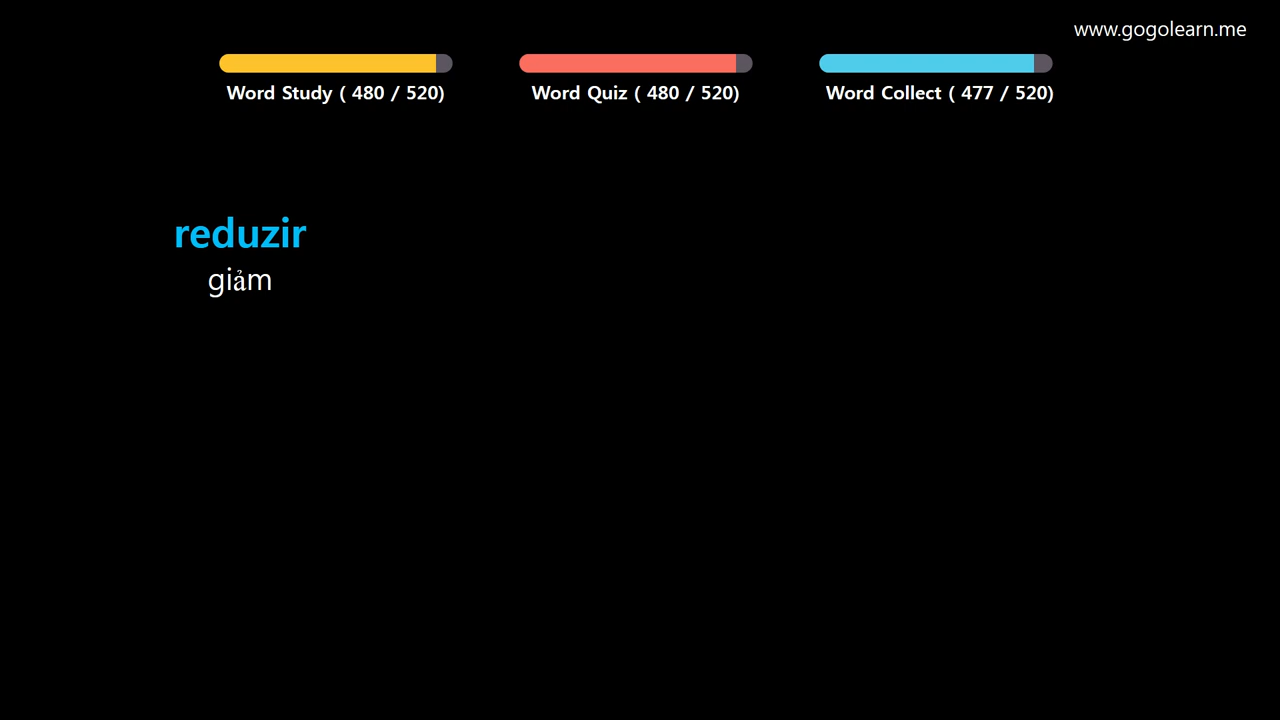 www.gogolearn.me
Word Study ( 480 / 520)
Word Quiz ( 480 / 520)
Word Collect ( 477 / 520)
reduzir
giảm